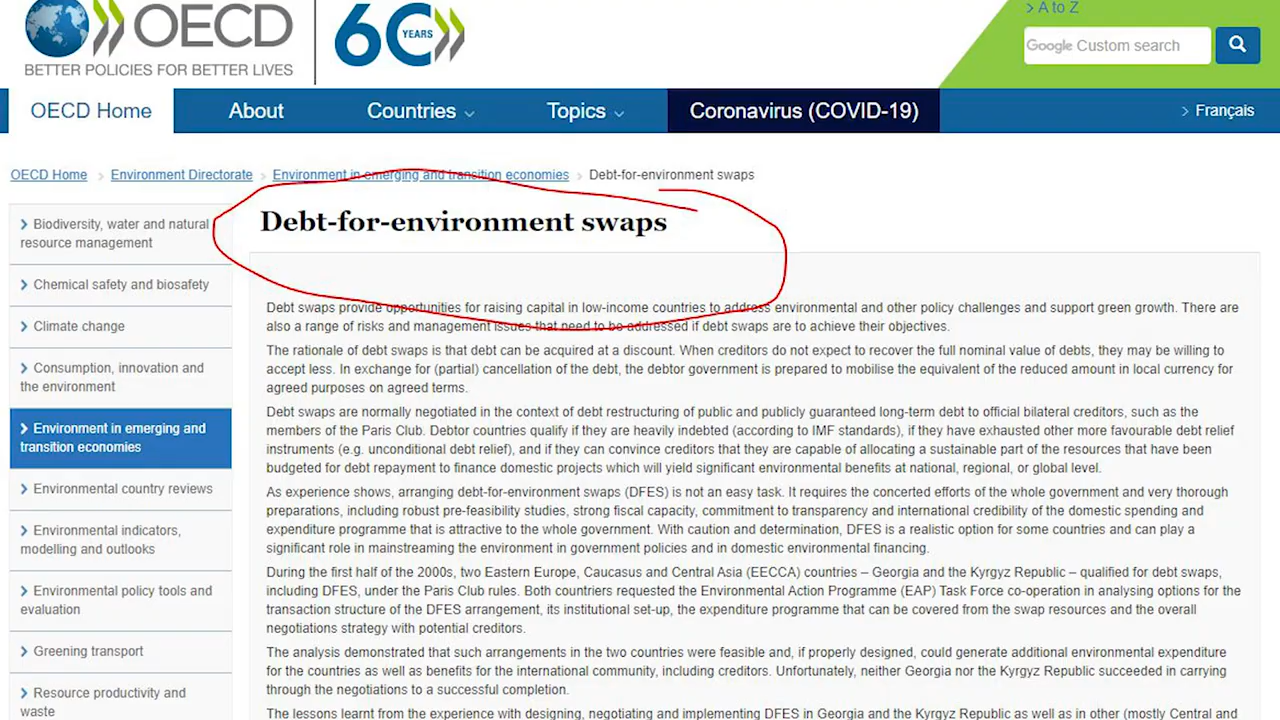 OECD
BETTER POLICIES FOR BETTER LIVES
60 YEARS
> A to Z
Google Custom search
OECD Home
About
Countries
Topics
Coronavirus (COVID-19)
> Français
OECD Home > Environment Directorate > Environment in emerging and transition economies > Debt-for-environment swaps
> Biodiversity, water and natural
resource management
> Chemical safety and biosafety
> Climate change
> Consumption, innovation and
the environment
> Environment in emerging and
transition economies
> Environmental country reviews
> Environmental indicators,
modelling and outlooks
> Environmental policy tools and
evaluation
> Greening transport
> Resource productivity and
waste
Debt-for-environment swaps
Debt swaps provide opportunities for raising capital in low-income countries to address environmental and other policy challenges and support green growth. There are
also a range of risks and management issues that need to be addressed if debt swaps are to achieve their objectives.
The rationale of debt swaps is that debt can be acquired at a discount. When creditors do not expect to recover the full nominal value of debts, they may be willing to
accept less. In exchange for (partial) cancellation of the debt, the debtor government is prepared to mobilise the equivalent of the reduced amount in local currency for
agreed purposes on agreed terms.
Debt swaps are normally negotiated in the context of debt restructuring of public and publicly guaranteed long-term debt to official bilateral creditors, such as the
members of the Paris Club. Debtor countries qualify if they are heavily indebted (according to IMF standards), if they have exhausted other more favourable debt relief
instruments (e.g. unconditional debt relief), and if they can convince creditors that they are capable of allocating a sustainable part of the resources that have been
budgeted for debt repayment to finance domestic projects which will yield significant environmental benefits at national, regional, or global level.
As experience shows, arranging debt-for-environment swaps (DFES) is not an easy task. It requires the concerted efforts of the whole government and very thorough
preparations, including robust pre-feasibility studies, strong fiscal capacity, commitment to transparency and international credibility of the domestic spending and
expenditure programme that is attractive to the whole government. With caution and determination, DFES is a realistic option for some countries and can play a
significant role in mainstreaming the environment in government policies and in domestic environmental financing.
During the first half of the 2000s, two Eastern Europe, Caucasus and Central Asia (EECCA) countries – Georgia and the Kyrgyz Republic – qualified for debt swaps,
including DFES, under the Paris Club rules. Both countriers requested the Environmental Action Programme (EAP) Task Force co-operation in analysing options for the
transaction structure of the DFES arrangement, its institutional set-up, the expenditure programme that can be covered from the swap resources and the overall
negotiations strategy with potential creditors.
The analysis demonstrated that such arrangements in the two countries were feasible and, if properly designed, could generate additional environmental expenditure
for the countries as well as benefits for the international community, including creditors. Unfortunately, neither Georgia nor the Kyrgyz Republic succeeded in carrying
through the negotiations to a successful completion.
The lessons learnt from the experience with designing, negotiating and implementing DFES in Georgia and the Kyrgyz Republic as well as in other (mostly Central and